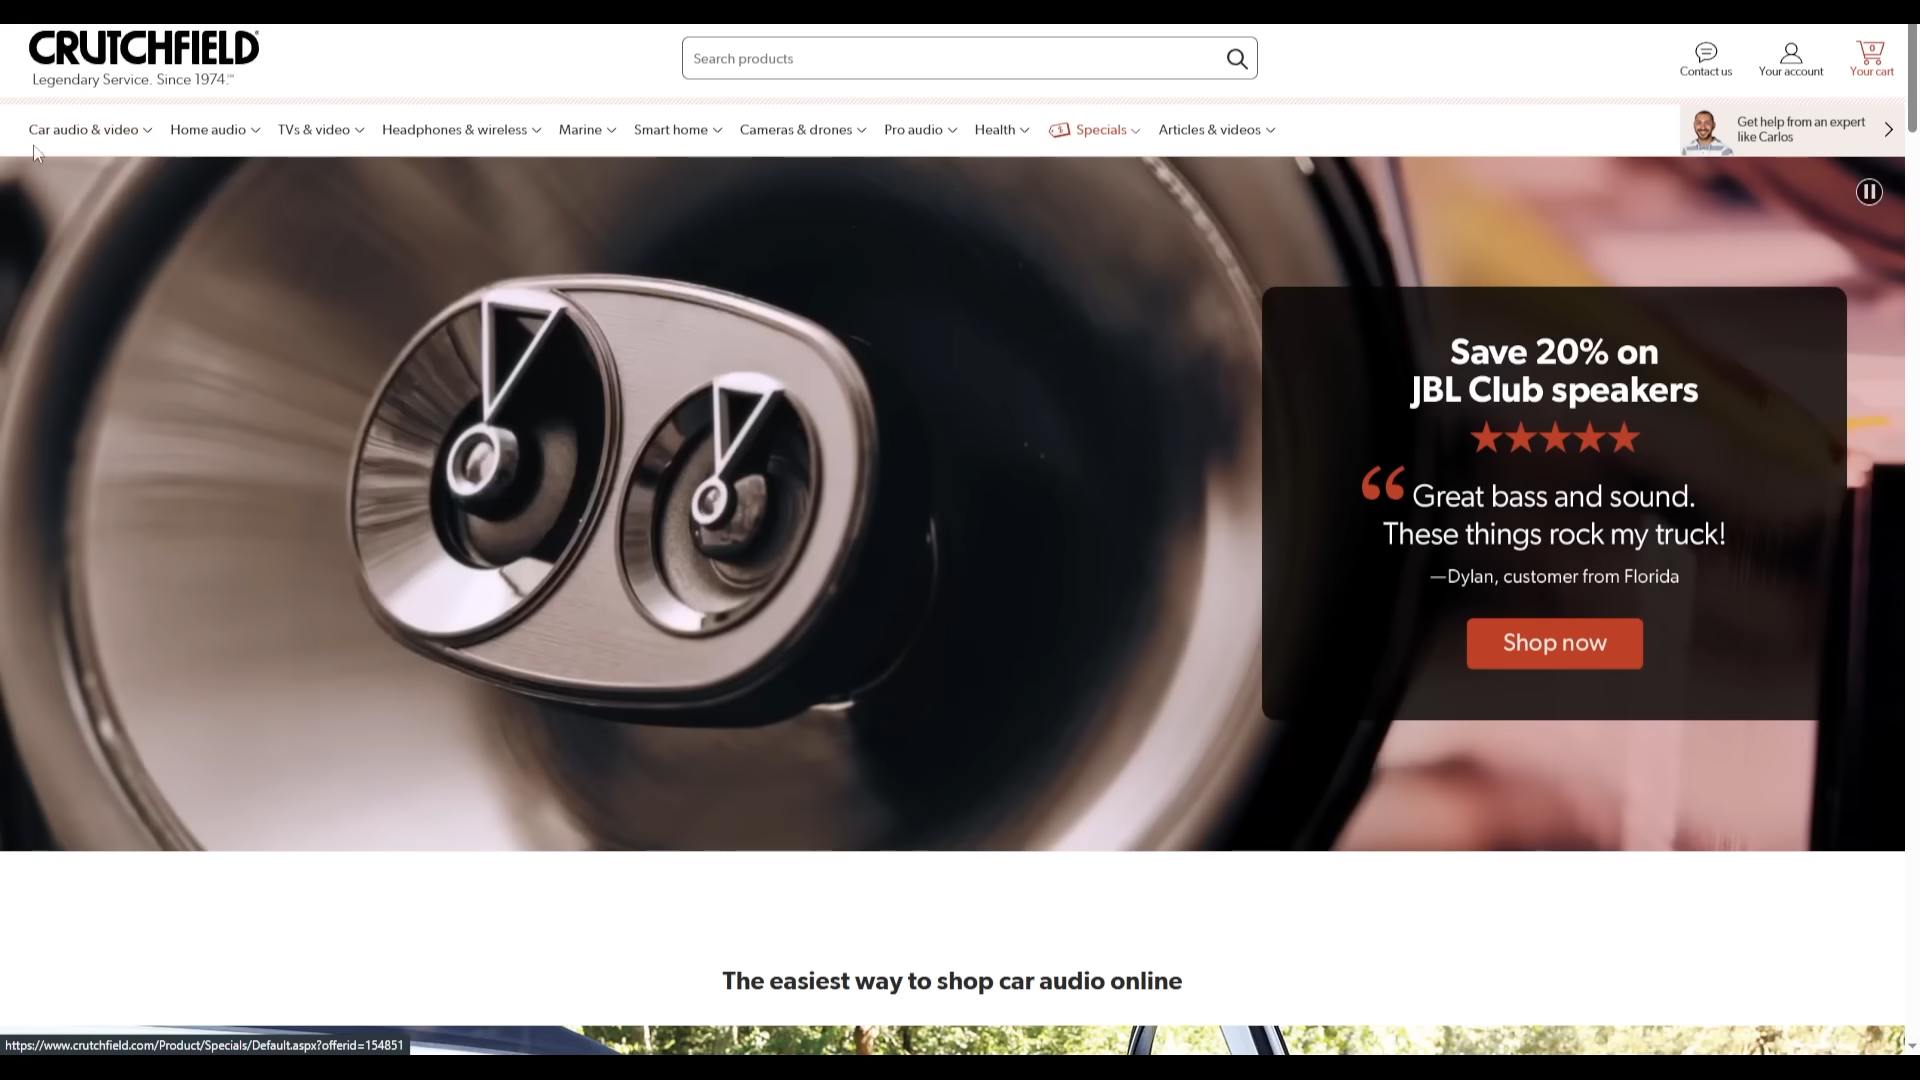 CRUTCHFIELD
Legendary Service. Since 1974.℠
Search products
Contact us
Your account
0
Your cart
Car audio & video
Home audio
TVs & video
Headphones & wireless
Marine
Smart home
Cameras & drones
Pro audio
Health
$
Specials
Articles & videos
Get help from an expert
like Carlos
Save 20% on
JBL Club speakers
★★★★★
“Great bass and sound.
These things rock my truck!
—Dylan, customer from Florida
Shop now
The easiest way to shop car audio online
https://www.crutchfield.com/Product/Specials/Default.aspx?offerid=154851